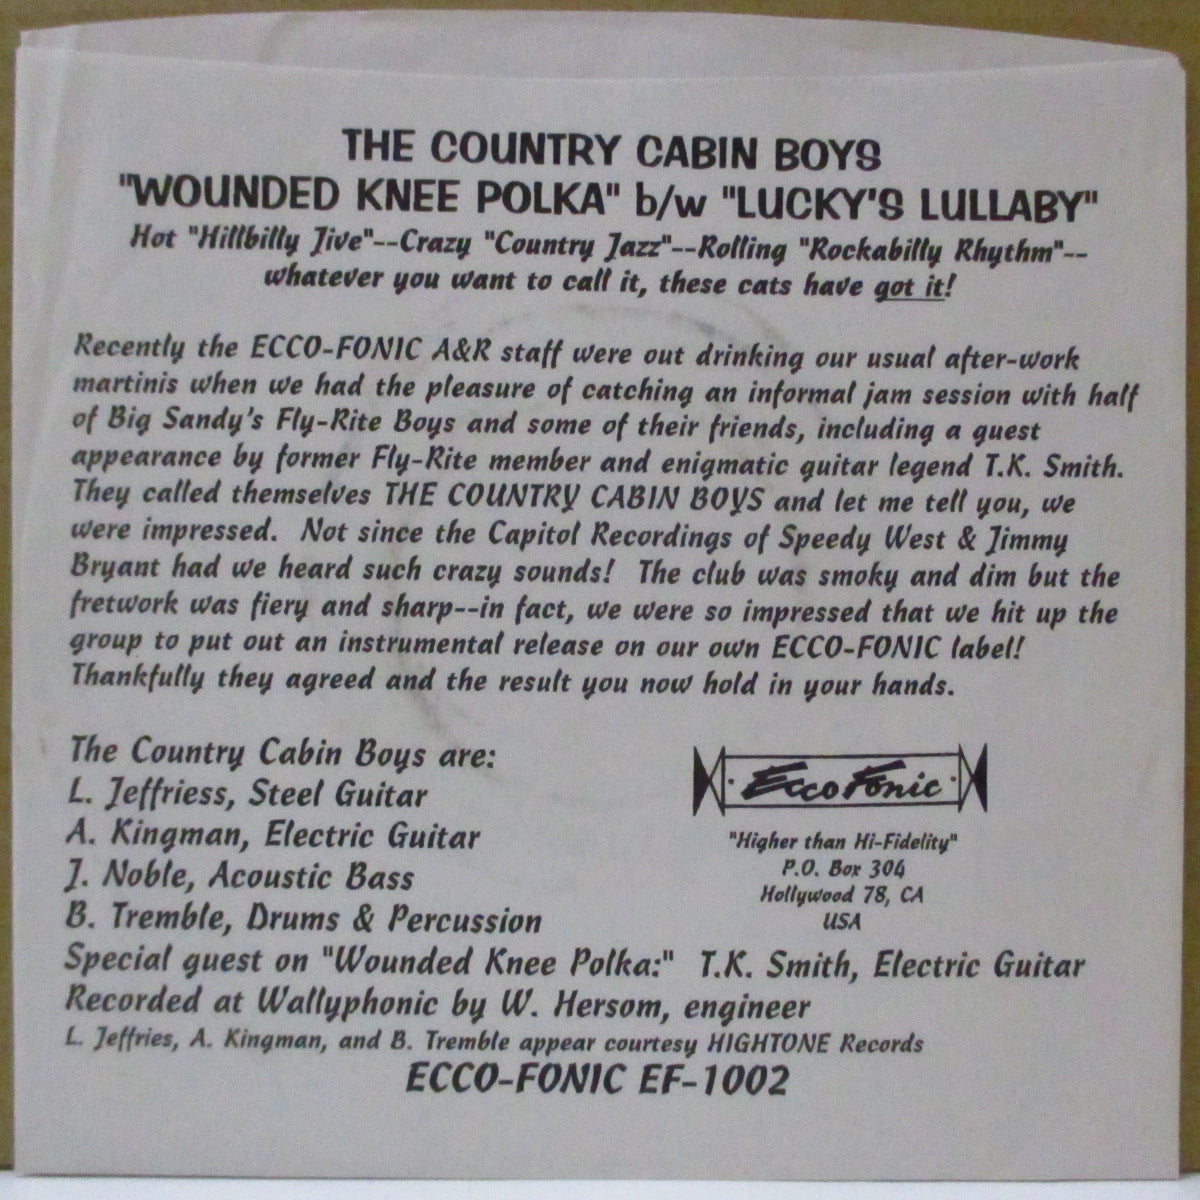 THE COUNTRY CABIN BOYS
"WOUNDED KNEE POLKA" b/w "LUCKY'S LULLABY"
Hot "Hillbilly Jive"--Crazy "Country Jazz"--Rolling "Rockabilly Rhythm"--
whatever you want to call it, these cats have got it!
Recently the ECCO-FONIC A&R staff were out drinking our usual after-work
martinis when we had the pleasure of catching an informal jam session with half
of Big Sandy's Fly-Rite Boys and some of their friends, including a guest
appearance by former Fly-Rite member and enigmatic guitar legend T.K. Smith.
They called themselves THE COUNTRY CABIN BOYS and let me tell you, we
were impressed. Not since the Capitol Recordings of Speedy West & Jimmy
Bryant had we heard such crazy sounds! The club was smoky and dim but the
fretwork was fiery and sharp--in fact, we were so impressed that we hit up the
group to put out an instrumental release on our own ECCO-FONIC label!
Thankfully they agreed and the result you now hold in your hands.
The Country Cabin Boys are:
L. Jeffriess, Steel Guitar
A. Kingman, Electric Guitar
J. Noble, Acoustic Bass
B. Tremble, Drums & Percussion
Special guest on "Wounded Knee Polka:" T.K. Smith, Electric Guitar
Recorded at Wallyphonic by W. Hersom, engineer
L. Jeffries, A. Kingman, and B. Tremble appear courtesy HIGHTONE Records
Ecco Fonic
"Higher than Hi-Fidelity"
P.O. Box 304
Hollywood 78, CA
USA
ECCO-FONIC EF-1002